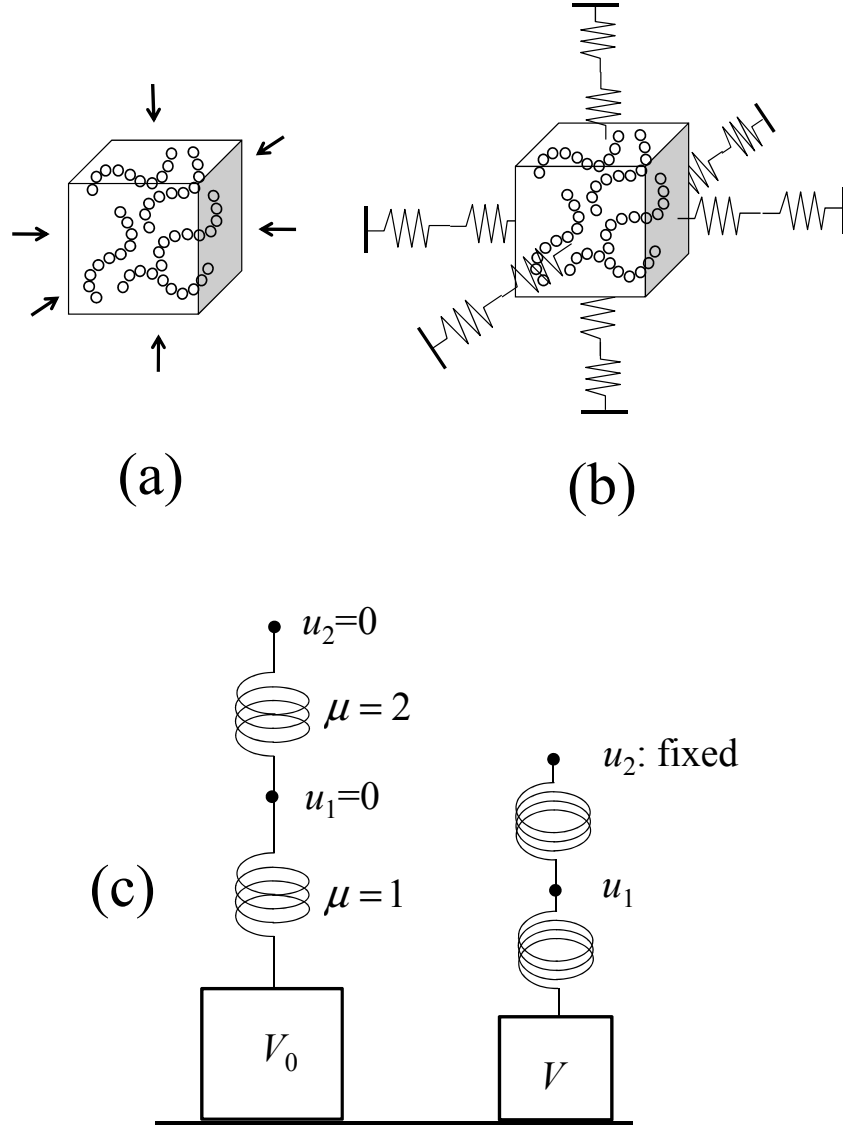 (a)
(b)
u₂=0
μ = 2
u₂: fixed
u₁=0
u₁
(c)
μ = 1
V₀
V